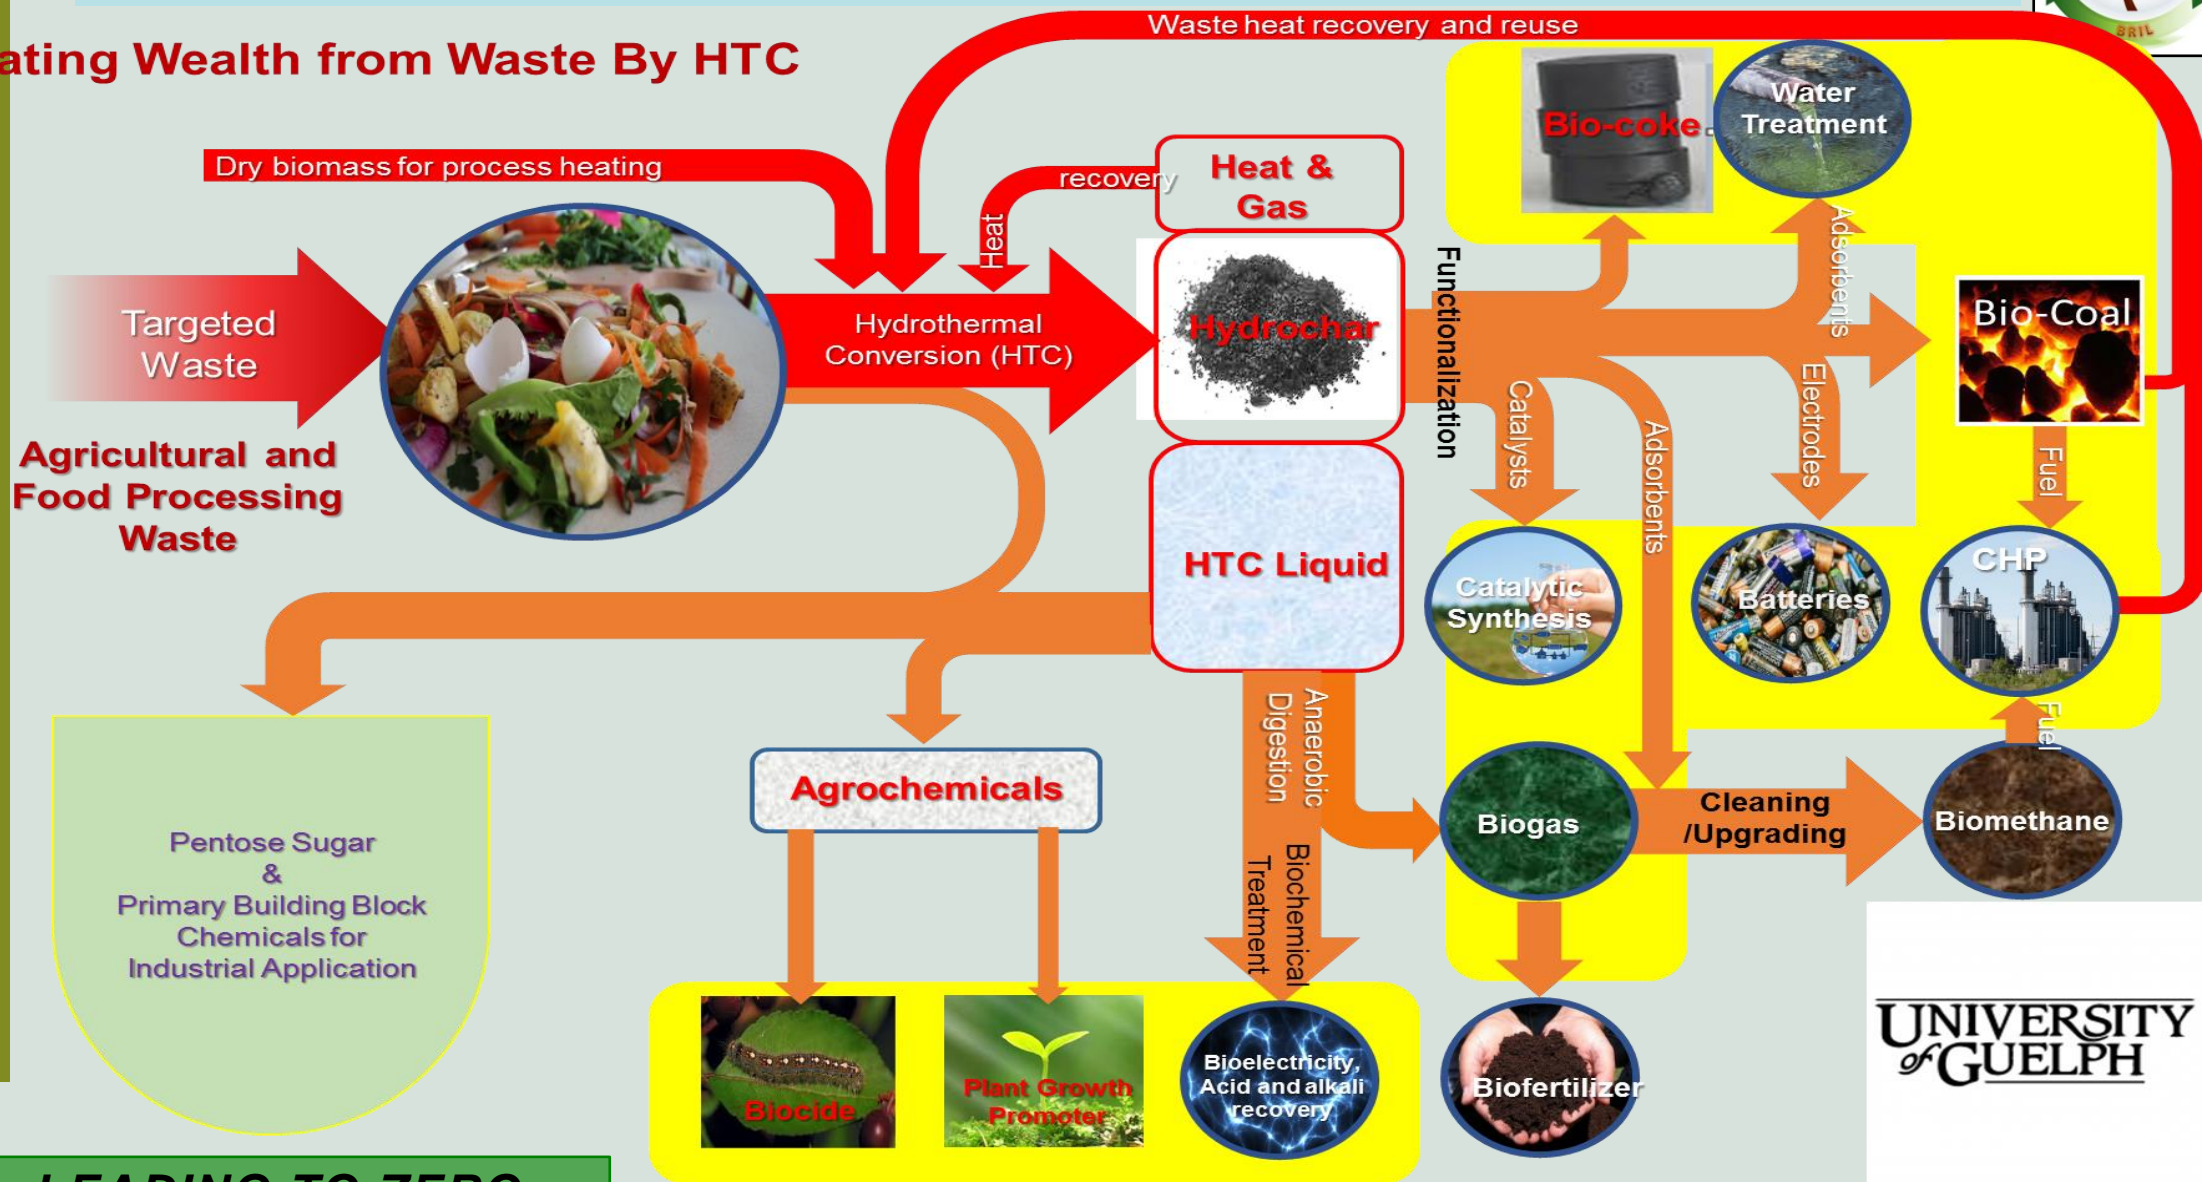 Waste heat recovery and reuse
BRIL
ating Wealth from Waste By HTC
Dry biomass for process heating
recovery
Heat
Heat &
Gas
Bio-coke
Water
Treatment
Targeted
Waste
Hydrothermal
Conversion (HTC)
Hydrochar
Functionalization
Adsorbents
Bio-Coal
Catalysts
Adsorbents
Electrodes
Fuel
Agricultural and
Food Processing
Waste
HTC Liquid
Catalytic
Synthesis
Batteries
CHP
Anaerobic
Digestion
Fuel
Agrochemicals
Biogas
Cleaning
/Upgrading
Biomethane
Pentose Sugar
&
Primary Building Block
Chemicals for
Industrial Application
Biochemical
Treatment
Biocide
Plant Growth
Promoter
Bioelectricity,
Acid and alkali
recovery
Biofertilizer
UNIVERSITY
of GUELPH
LEADING TO ZERO